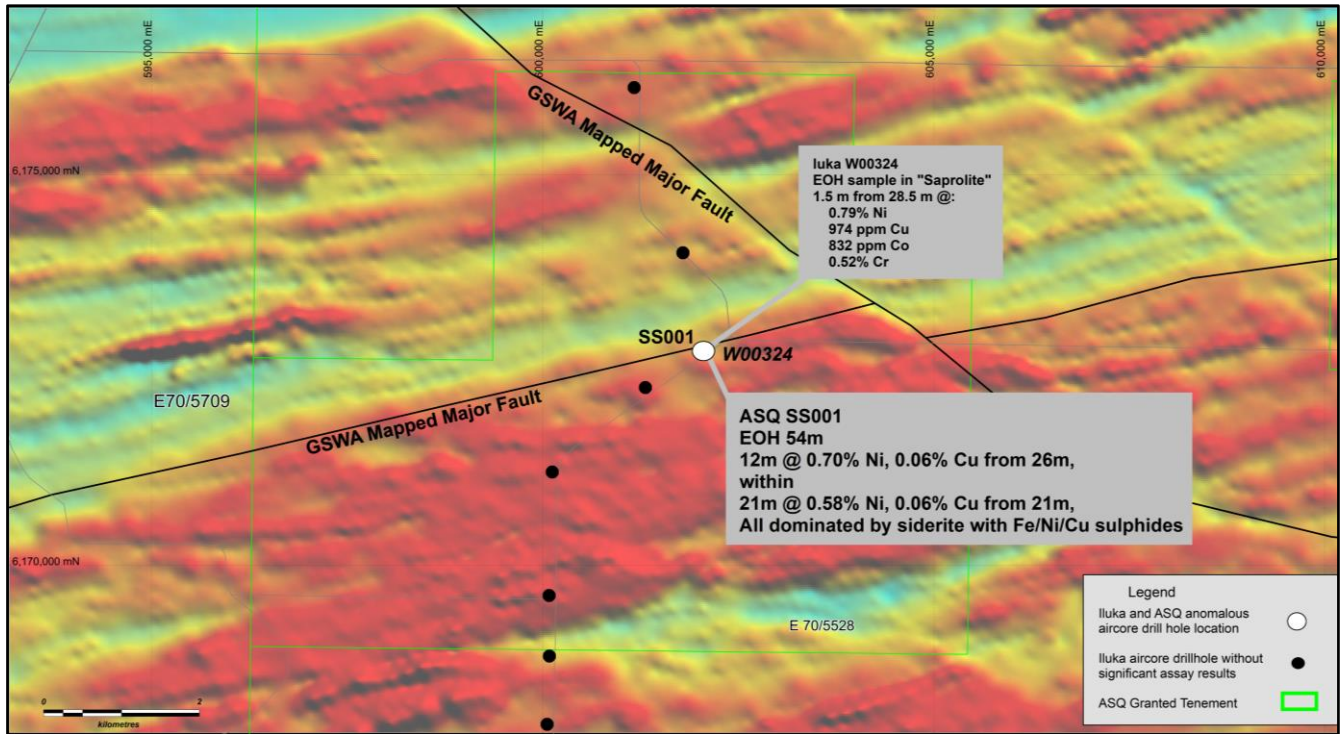 595,000 mE
600,000 mE
605,000 mE
610,000 mE
GSWA Mapped Major Fault
6,175,000 mN
Iuka W00324
EOH sample in "Saprolite"
1.5 m from 28.5 m @:
0.79% Ni
974 ppm Cu
832 ppm Co
0.52% Cr
SS001
W00324
E70/5709
GSWA Mapped Major Fault
ASQ SS001
EOH 54m
12m @ 0.70% Ni, 0.06% Cu from 26m,
within
21m @ 0.58% Ni, 0.06% Cu from 21m,
All dominated by siderite with Fe/Ni/Cu sulphides
6,170,000 mN
E 70/5528
Legend
Iluka and ASQ anomalous
aircore drill hole location
Iluka aircore drillhole without
significant assay results
ASQ Granted Tenement
0
2
kilometres